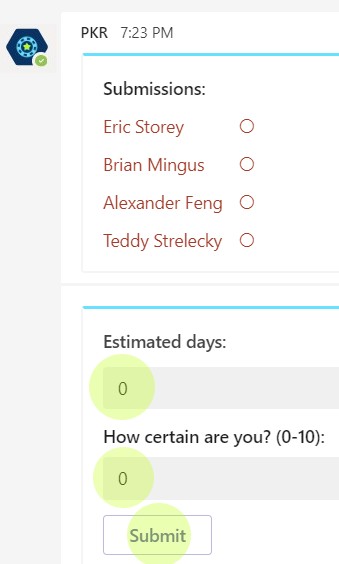 PKR 7:23 PM
Submissions:
Eric Storey
Brian Mingus
Alexander Feng
Teddy Strelecky
Estimated days:
0
How certain are you? (0-10):
0
Submit